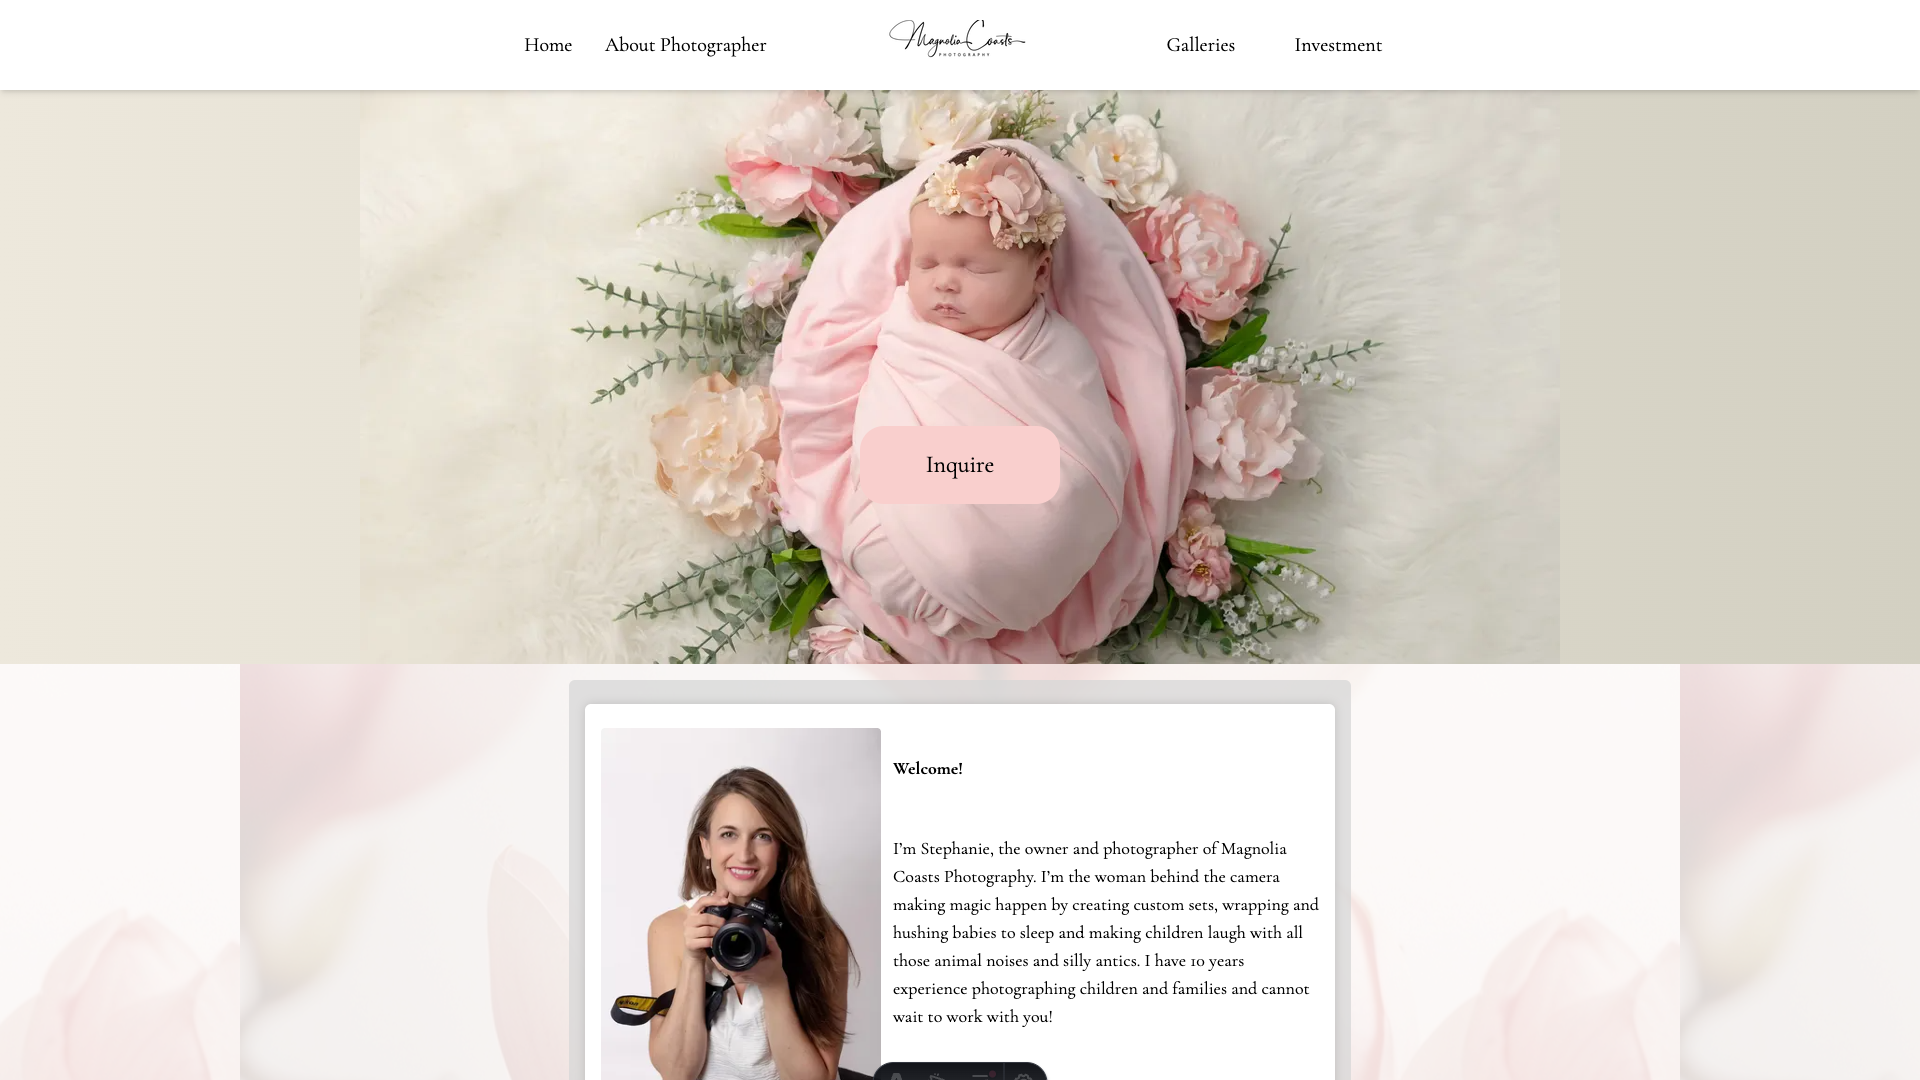 Home
About Photographer
Magnolia Coasts
PHOTOGRAPHY
Galleries
Investment
Inquire
Welcome!
I'm Stephanie, the owner and photographer of Magnolia
Coasts Photography. I'm the woman behind the camera
making magic happen by creating custom sets, wrapping and
hushing babies to sleep and making children laugh with all
those animal noises and silly antics. I have 10 years
experience photographing children and families and cannot
wait to work with you!